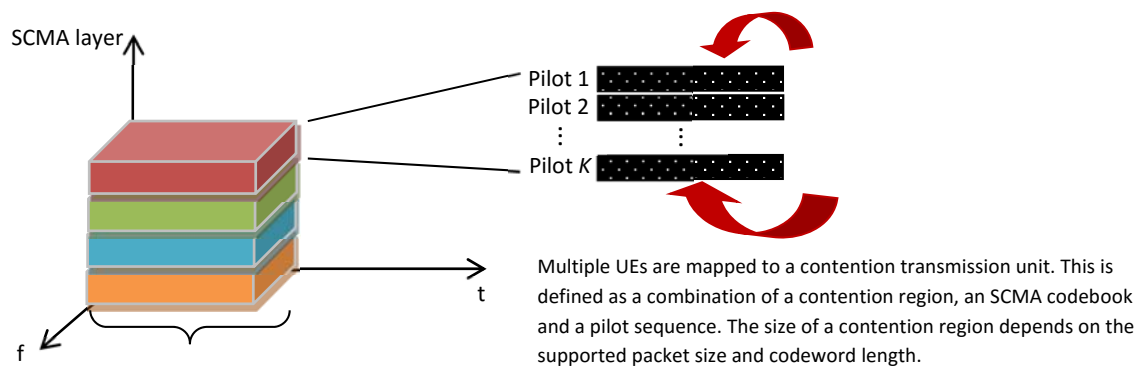 SCMA layer
Pilot 1
Pilot 2
⋮ ⋮
Pilot K
t
f
Multiple UEs are mapped to a contention transmission unit. This is
defined as a combination of a contention region, an SCMA codebook
and a pilot sequence. The size of a contention region depends on the
supported packet size and codeword length.